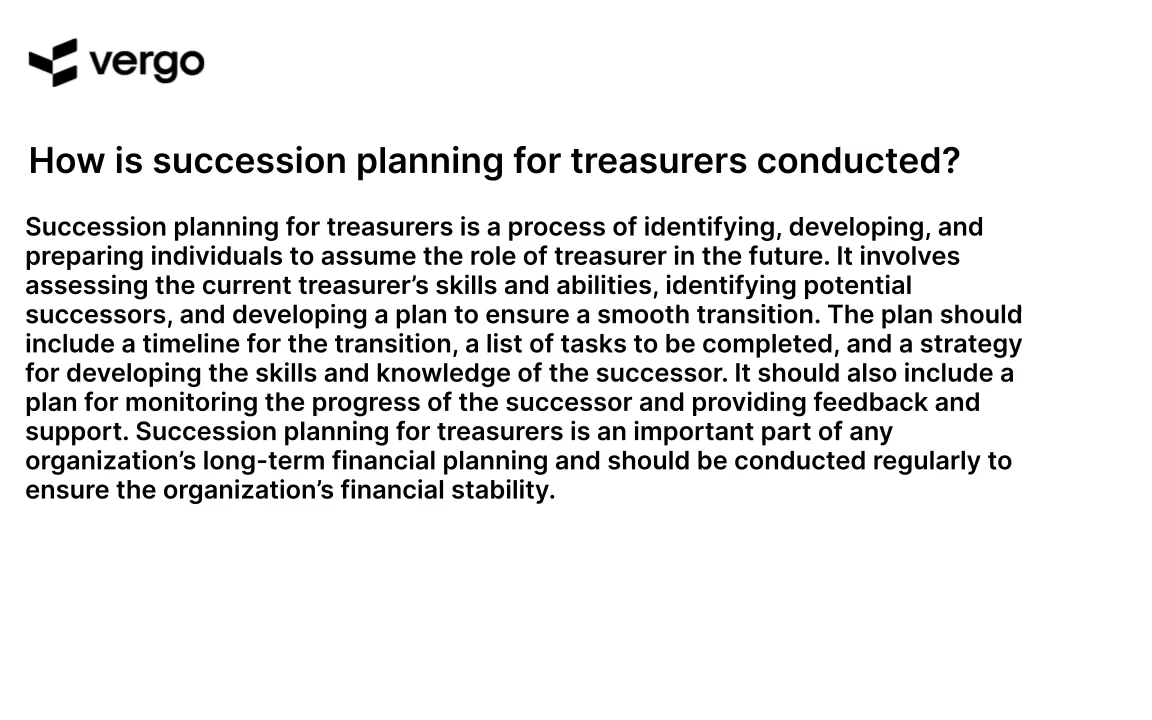 vergo
How is succession planning for treasurers conducted?
Succession planning for treasurers is a process of identifying, developing, and
preparing individuals to assume the role of treasurer in the future. It involves
assessing the current treasurer’s skills and abilities, identifying potential
successors, and developing a plan to ensure a smooth transition. The plan should
include a timeline for the transition, a list of tasks to be completed, and a strategy
for developing the skills and knowledge of the successor. It should also include a
plan for monitoring the progress of the successor and providing feedback and
support. Succession planning for treasurers is an important part of any
organization’s long-term financial planning and should be conducted regularly to
ensure the organization’s financial stability.